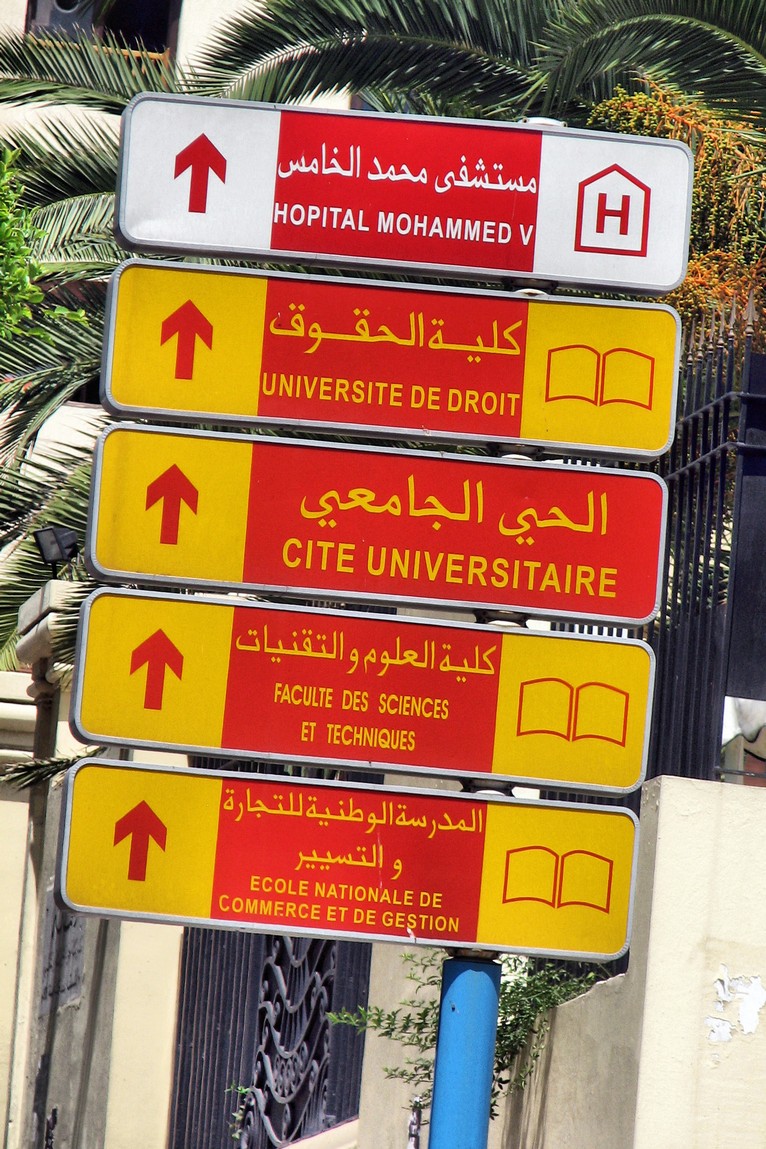 مستشفى محمد الخامس
HOPITAL MOHAMMED V
H
كلية الحقوق
UNIVERSITE DE DROIT
الحي الجامعي
CITE UNIVERSITAIRE
كلية العلوم والتقنيات
FACULTE DES SCIENCES
ET TECHNIQUES
المدرسة الوطنية للتجارة
و التسيير
ECOLE NATIONALE DE
COMMERCE ET DE GESTION